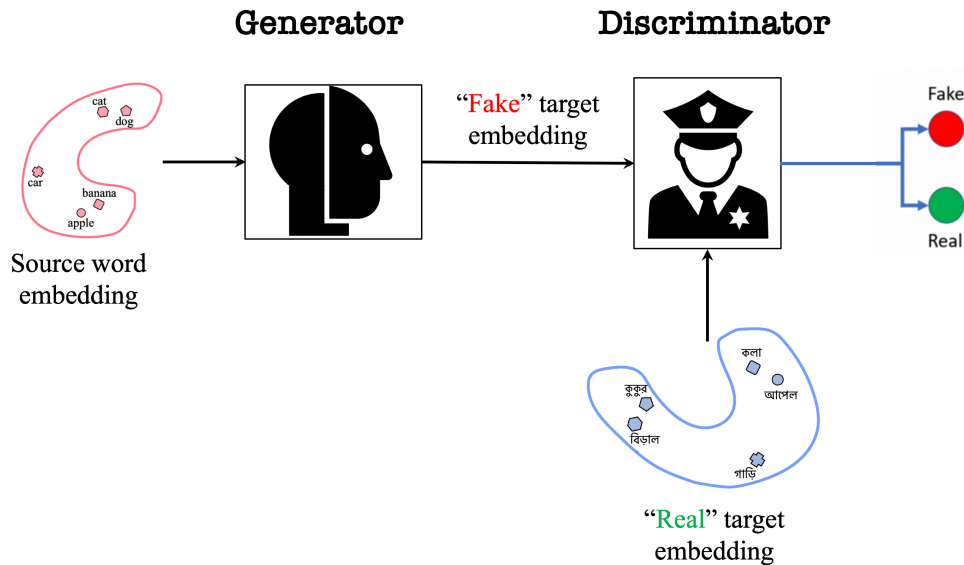 Generator
Discriminator
cat
dog
car
banana
apple
Source word
embedding
“Fake” target
embedding
Fake
Real
কলা
আপেল
কুকুর
বিড়াল
গাড়ি
“Real” target
embedding